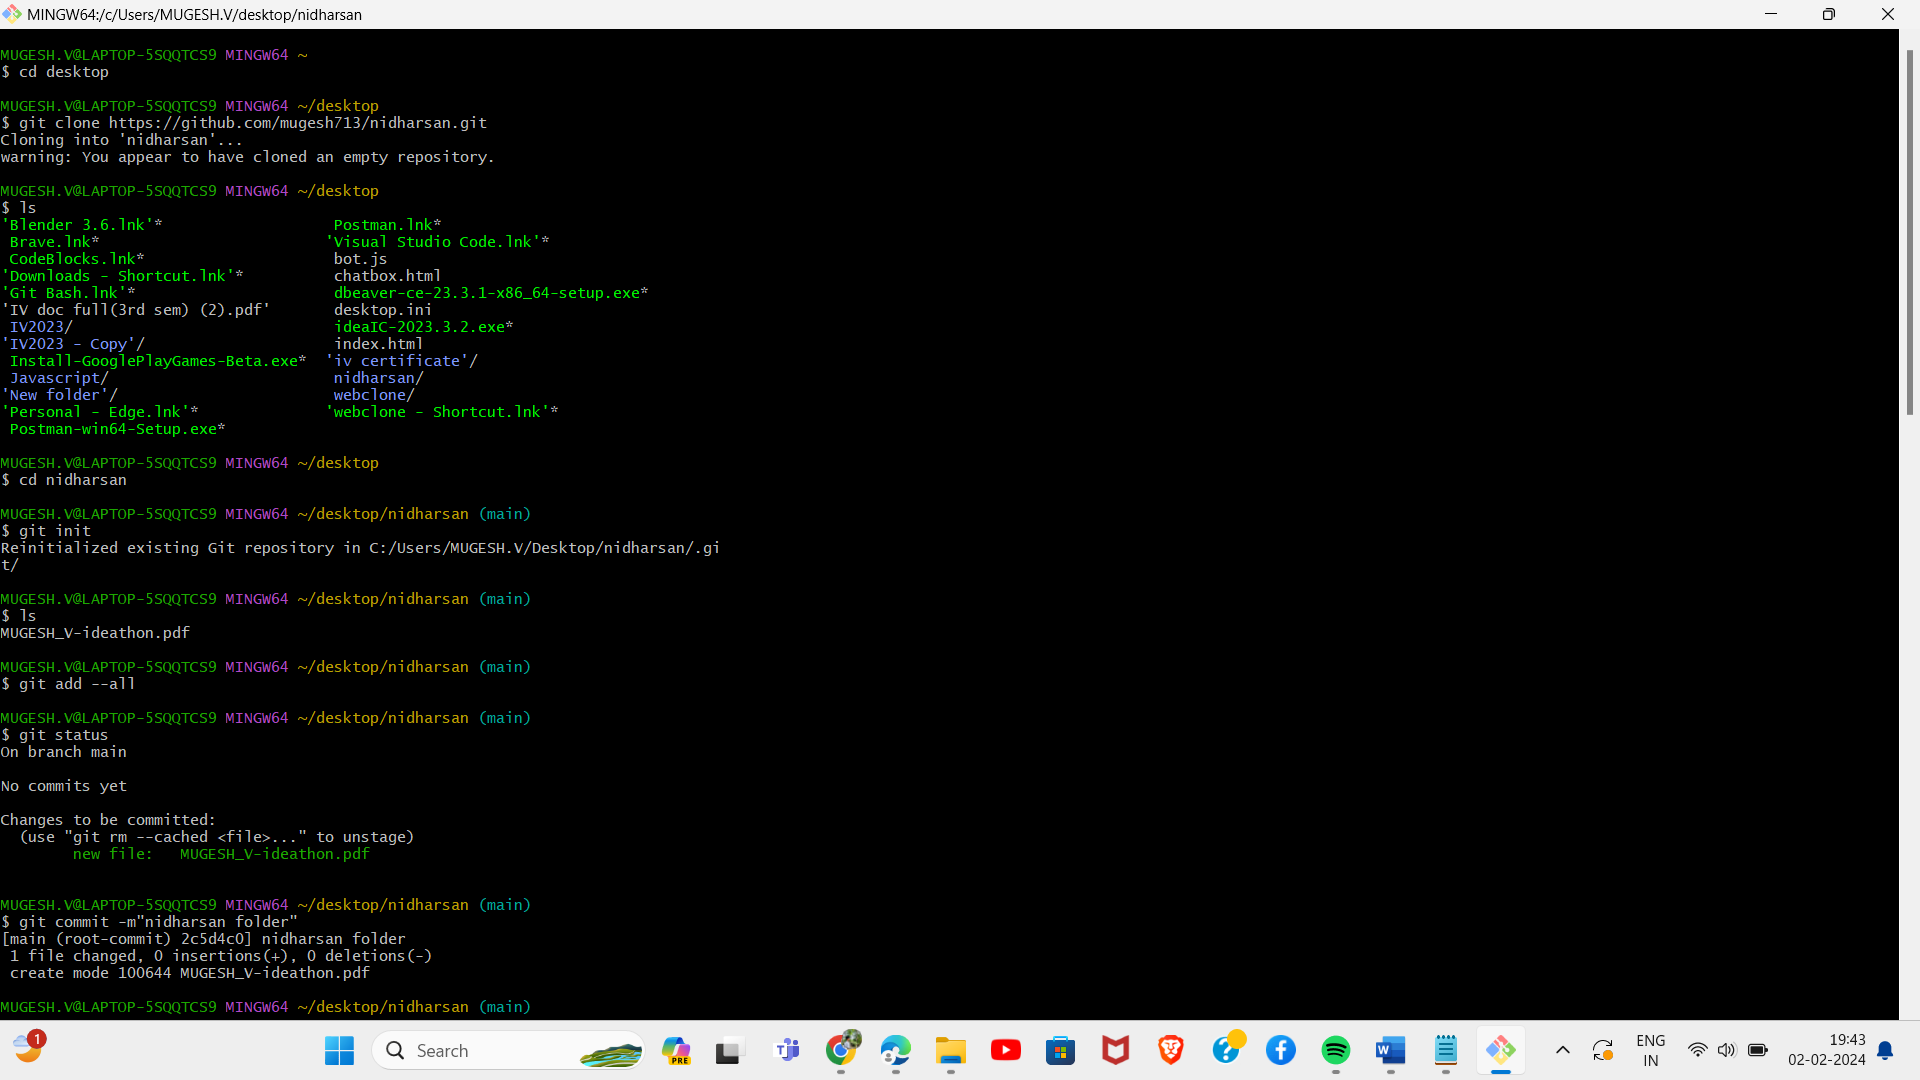 MINGW64:/c/Users/MUGESH.V/desktop/nidharsan
MUGESH.V@LAPTOP-5SQQTCS9 MINGW64 ~
$ cd desktop
MUGESH.V@LAPTOP-5SQQTCS9 MINGW64 ~/desktop
$ git clone https://github.com/mugesh713/nidharsan.git
Cloning into 'nidharsan'...
warning: You appear to have cloned an empty repository.
MUGESH.V@LAPTOP-5SQQTCS9 MINGW64 ~/desktop
$ ls
'Blender 3.6.lnk'* Postman.lnk*
Brave.lnk* 'Visual Studio Code.lnk'*
CodeBlocks.lnk* bot.js
'Downloads - Shortcut.lnk'* chatbox.html
'Git Bash.lnk'* dbeaver-ce-23.3.1-x86_64-setup.exe*
'IV doc full(3rd sem) (2).pdf' desktop.ini
IV2023/ ideaIC-2023.3.2.exe*
'IV2023 - Copy'/ index.html
Install-GooglePlayGames-Beta.exe* 'iv certificate'/
Javascript/ nidharsan/
'New folder'/ webclone/
'Personal - Edge.lnk'* 'webclone - Shortcut.lnk'*
Postman-win64-Setup.exe*
MUGESH.V@LAPTOP-5SQQTCS9 MINGW64 ~/desktop
$ cd nidharsan
MUGESH.V@LAPTOP-5SQQTCS9 MINGW64 ~/desktop/nidharsan (main)
$ git init
Reinitialized existing Git repository in C:/Users/MUGESH.V/Desktop/nidharsan/.gi
t/
MUGESH.V@LAPTOP-5SQQTCS9 MINGW64 ~/desktop/nidharsan (main)
$ ls
MUGESH_V-ideathon.pdf
MUGESH.V@LAPTOP-5SQQTCS9 MINGW64 ~/desktop/nidharsan (main)
$ git add --all
MUGESH.V@LAPTOP-5SQQTCS9 MINGW64 ~/desktop/nidharsan (main)
$ git status
On branch main
No commits yet
Changes to be committed:
(use "git rm --cached <file>..." to unstage)
new file: MUGESH_V-ideathon.pdf
MUGESH.V@LAPTOP-5SQQTCS9 MINGW64 ~/desktop/nidharsan (main)
$ git commit -m"nidharsan folder"
[main (root-commit) 2c5d4c0] nidharsan folder
1 file changed, 0 insertions(+), 0 deletions(-)
create mode 100644 MUGESH_V-ideathon.pdf
MUGESH.V@LAPTOP-5SQQTCS9 MINGW64 ~/desktop/nidharsan (main)
1
Search
PRE
ENG
IN
19:43
02-02-2024